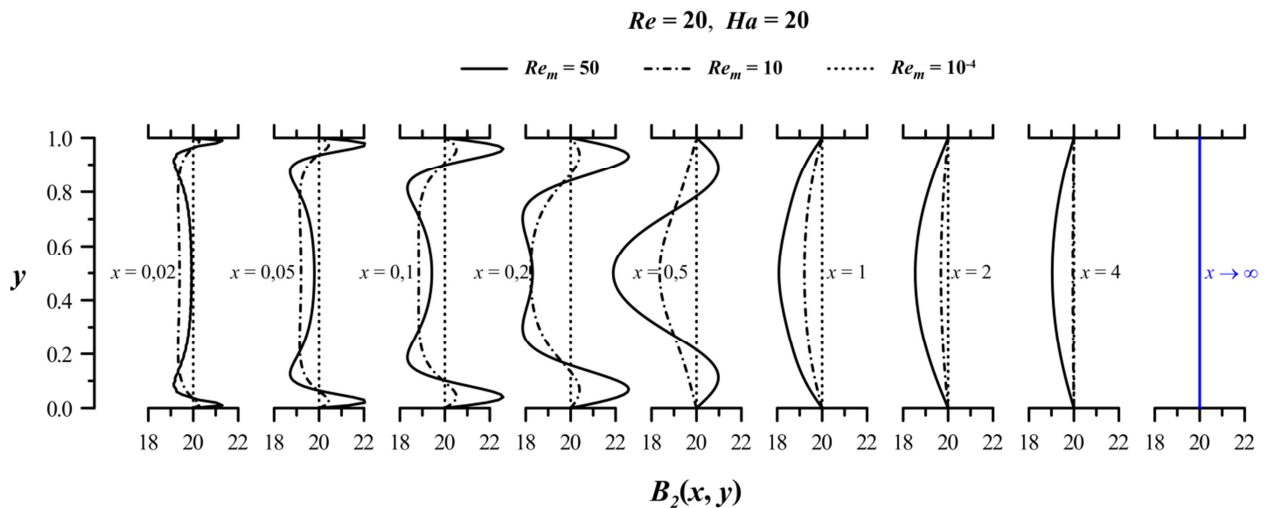 Re = 20, Ha = 20
Re_m = 50 Re_m = 10 Re_m = 10^-4
1.0
0.8
0.6
0.4
0.2
0.0
y
x = 0,02 x = 0,05 x = 0,1 x = 0,2 x = 0,5 x = 1 x = 2 x = 4 x → ∞
18 20 22 18 20 22 18 20 22 18 20 22 18 20 22 18 20 22 18 20 22 18 20 22 18 20 22
B_2(x, y)